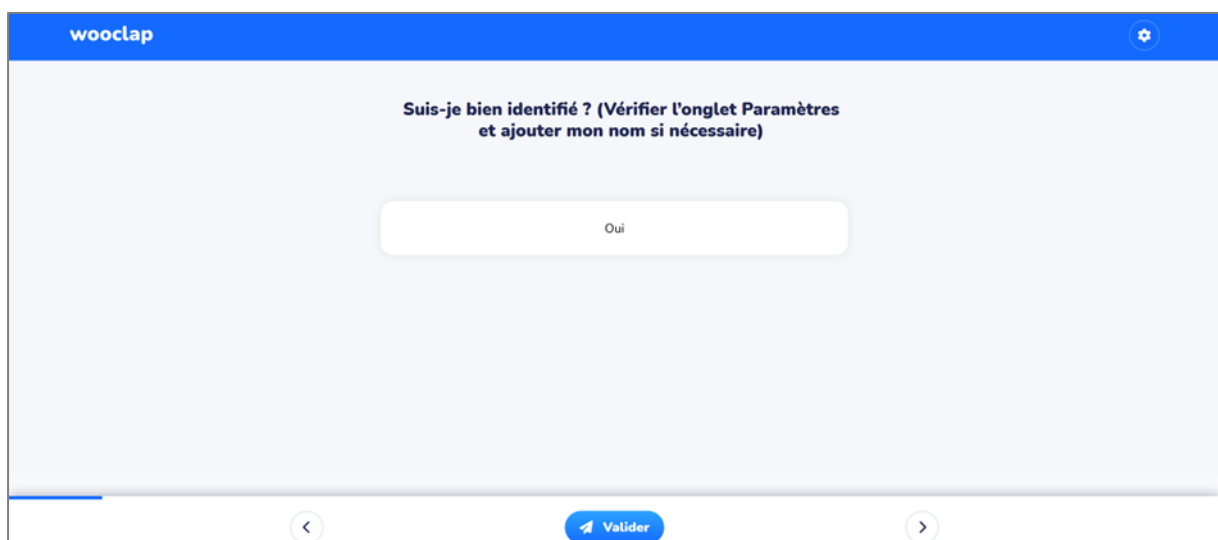 wooclap
Suis-je bien identifié ? (Vérifier l'onglet Paramètres
et ajouter mon nom si nécessaire)
Oui
Valider